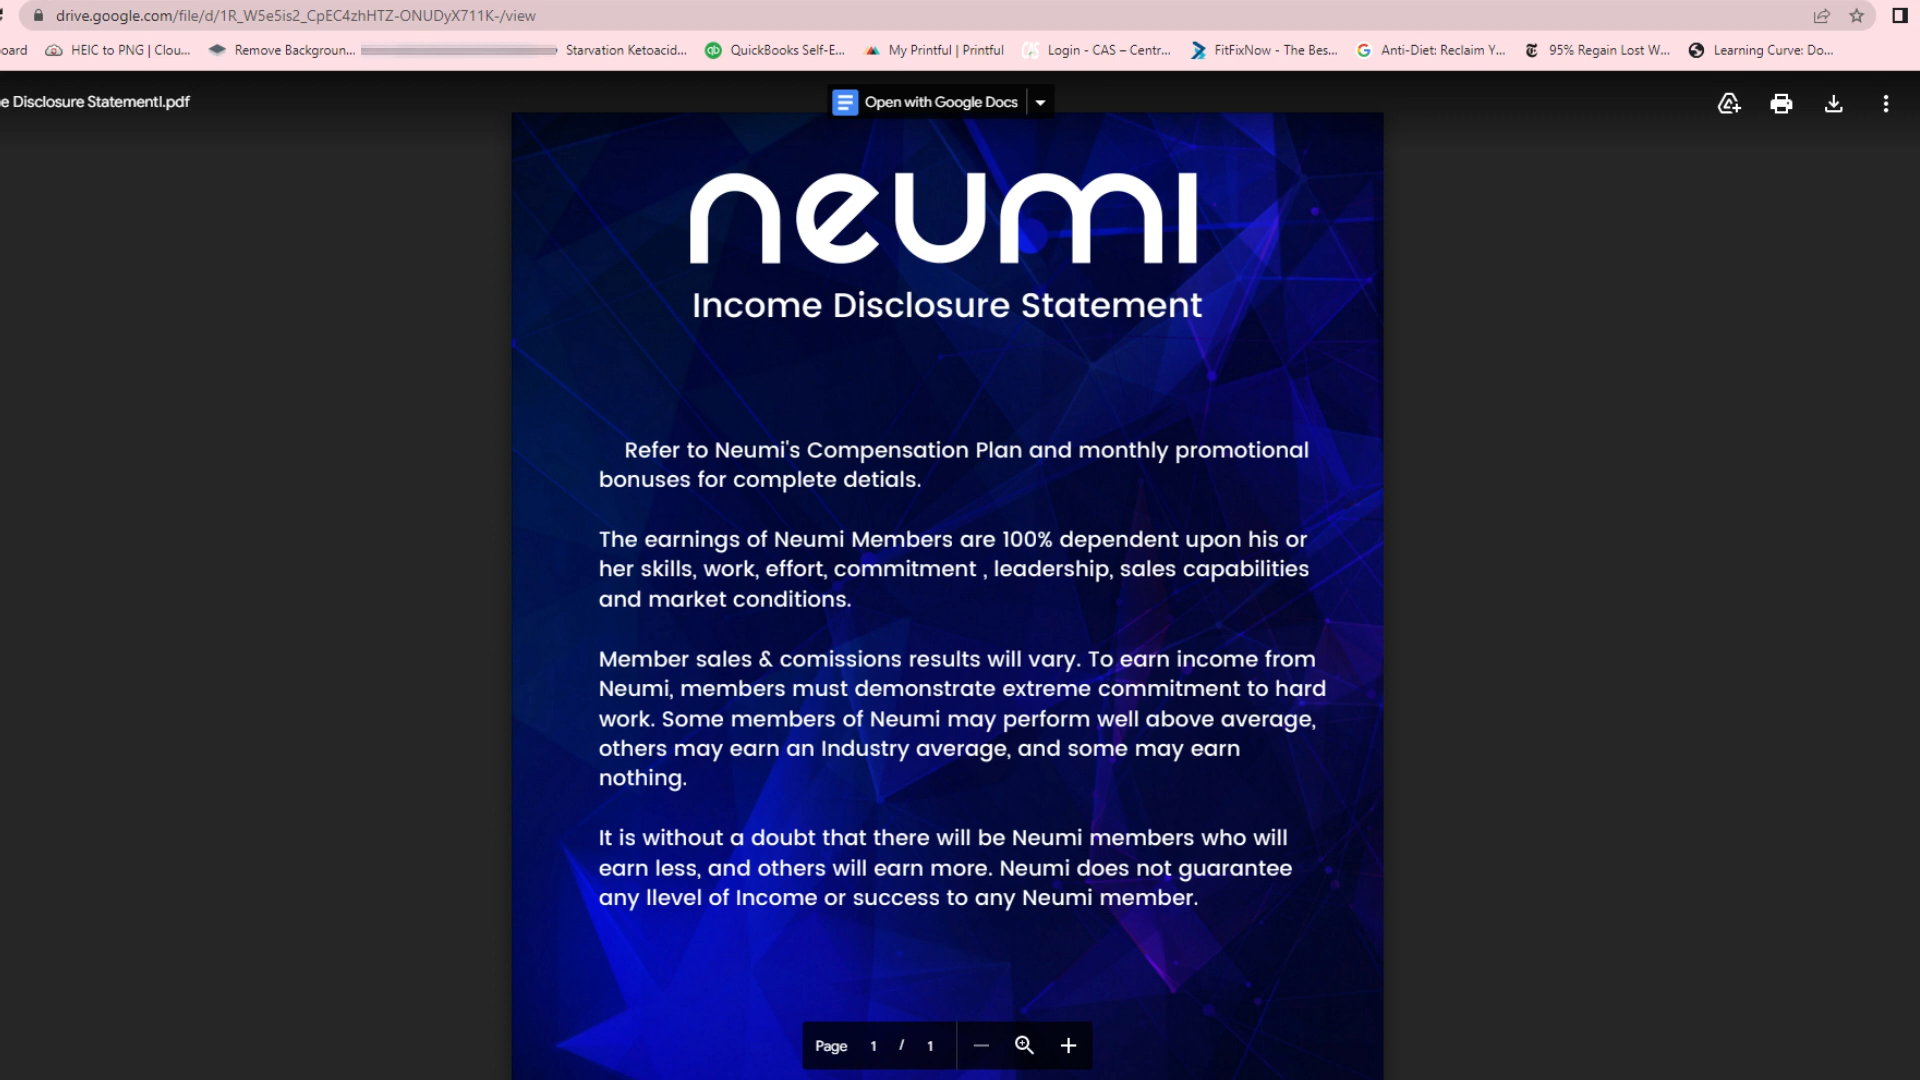 drive.google.com/file/d/1R_W5e5is2_CpEC4zhHTZ-ONUDyX711K-/view
oard HEIC to PNG | Clou... Remove Backgroun... Starvation Ketoacid... QuickBooks Self-E... My Printful | Printful Login - CAS – Centr... FitFixNow - The Bes... Anti-Diet: Reclaim Y... 95% Regain Lost W... Learning Curve: Do...
e Disclosure Statementl.pdf
Open with Google Docs
neumi
Income Disclosure Statement
Refer to Neumi's Compensation Plan and monthly promotional
bonuses for complete detials.
The earnings of Neumi Members are 100% dependent upon his or
her skills, work, effort, commitment , leadership, sales capabilities
and market conditions.
Member sales & comissions results will vary. To earn income from
Neumi, members must demonstrate extreme commitment to hard
work. Some members of Neumi may perform well above average,
others may earn an Industry average, and some may earn
nothing.
It is without a doubt that there will be Neumi members who will
earn less, and others will earn more. Neumi does not guarantee
any llevel of Income or success to any Neumi member.
Page 1 / 1